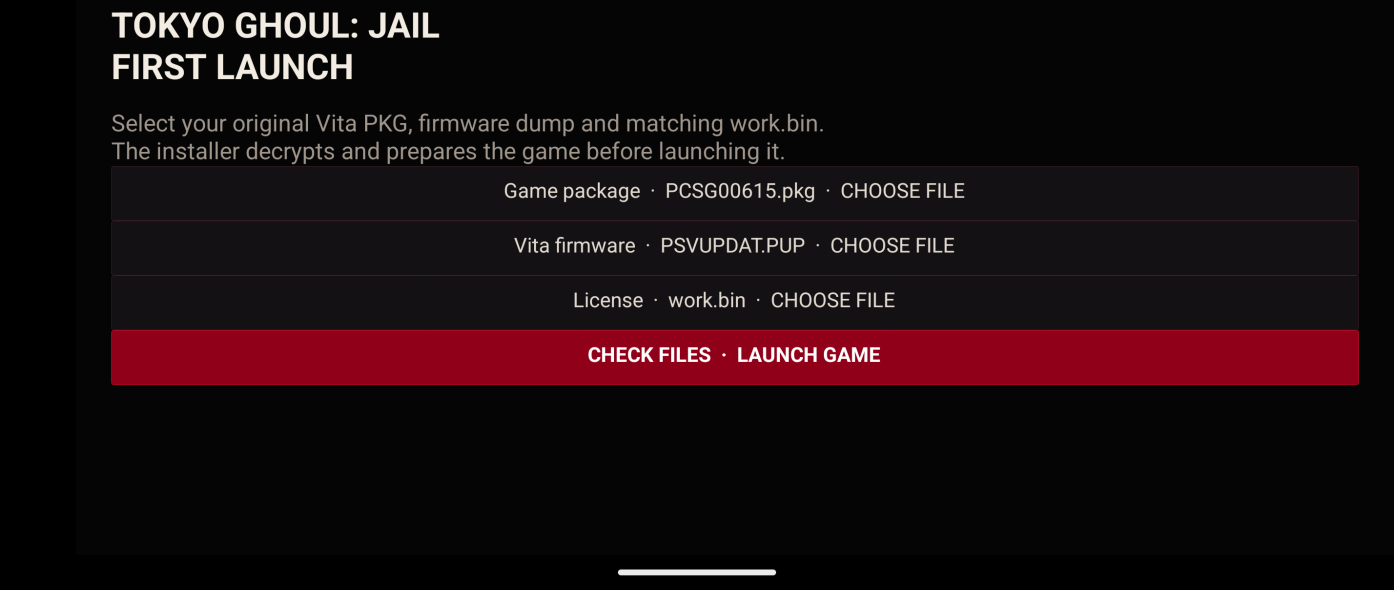 TOKYO GHOUL: JAIL
FIRST LAUNCH
Select your original Vita PKG, firmware dump and matching work.bin.
The installer decrypts and prepares the game before launching it.
Game package · PCSG00615.pkg · CHOOSE FILE
Vita firmware · PSVUPDAT.PUP · CHOOSE FILE
License · work.bin · CHOOSE FILE
CHECK FILES · LAUNCH GAME